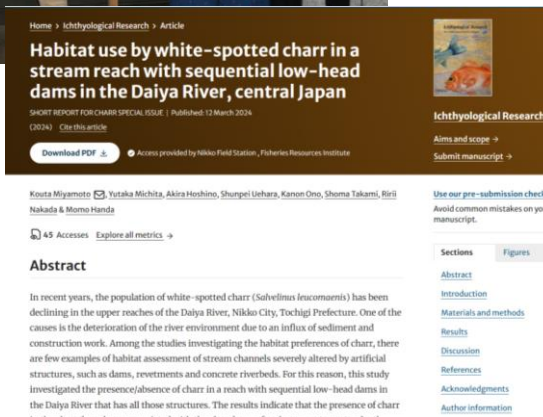 Home > Ichthyological Research > Article
Habitat use by white-spotted charr in a
stream reach with sequential low-head
dams in the Daiya River, central Japan
SHORT REPORT FOR CHARR SPECIAL ISSUE | Published: 12 March 2024
(2024) Cite this article
Download PDF
Access provided by Nikko Field Station , Fisheries Resources Institute
Ichthyological Research
Aims and scope →
Submit manuscript →
Kouta Miyamoto, Yutaka Michita, Akira Hoshino, Shunpei Uehara, Kanon Ono, Shoma Takami, Ririi
Nakada & Momo Handa
45 Accesses Explore all metrics →
Abstract
In recent years, the population of white-spotted charr (Salvelinus leucomaenis) has been
declining in the upper reaches of the Daiya River, Nikko City, Tochigi Prefecture. One of the
causes is the deterioration of the river environment due to an influx of sediment and
construction work. Among the studies investigating the habitat preferences of charr, there
are few examples of habitat assessment of stream channels severely altered by artificial
structures, such as dams, revetments and concrete riverbeds. For this reason, this study
investigated the presence/absence of charr in a reach with sequential low-head dams in
the Daiya River that has all those structures. The results indicate that the presence of charr
Use our pre-submission check
Avoid common mistakes on yo
manuscript.
Sections Figures
Abstract
Introduction
Materials and methods
Results
Discussion
References
Acknowledgments
Author information